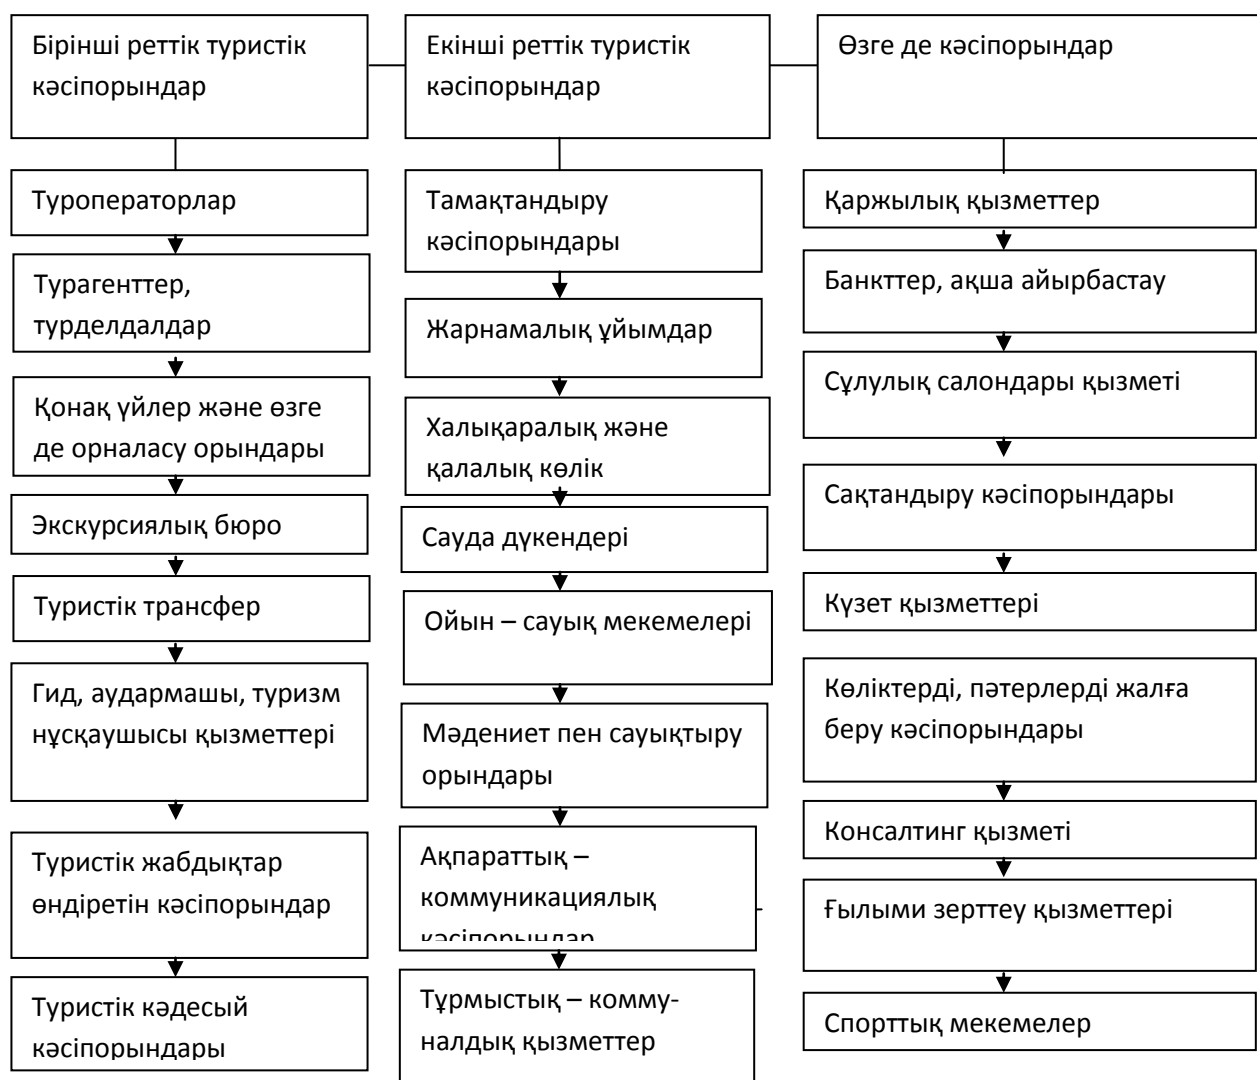 Бірінші реттік туристік
кәсіпорындар
Екінші реттік туристік
кәсіпорындар
Өзге де кәсіпорындар
Туроператорлар
Турагенттер,
турделдалдар
Қонақ үйлер және өзге
де орналасу орындары
Экскурсиялық бюро
Туристік трансфер
Гид, аудармашы, туризм
нұсқаушысы қызметтері
Туристік жабдықтар
өндіретін кәсіпорындар
Туристік кәдесый
кәсіпорындары
Тамақтандыру
кәсіпорындары
Жарнамалық ұйымдар
Халықаралық және
қалалық көлік
Сауда дүкендері
Ойын – сауық мекемелері
Мәдениет пен сауықтыру
орындары
Ақпараттық –
коммуникациялық
кәсіпорындар
Тұрмыстық – комму-
налдық қызметтер
Қаржылық қызметтер
Банкттер, ақша айырбастау
Сұлулық салондары қызметі
Сақтандыру кәсіпорындары
Күзет қызметтері
Көліктерді, пәтерлерді жалға
беру кәсіпорындары
Консалтинг қызметі
Ғылыми зерттеу қызметтері
Спорттық мекемелер